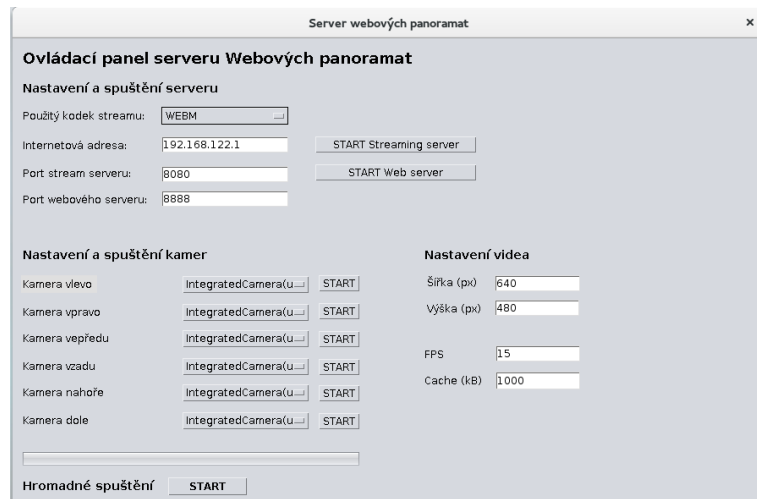 Server webových panoramat ×
Ovládací panel serveru Webových panoramat
Nastavení a spuštění serveru
Použitý kodek streamu: WEBM
Internetová adresa: 192.168.122.1 START Streaming server
Port stream serveru: 8080 START Web server
Port webového serveru: 8888
Nastavení a spuštění kamer
Kamera vlevo IntegratedCamera(u START
Kamera vpravo IntegratedCamera(u START
Kamera vepředu IntegratedCamera(u START
Kamera vzadu IntegratedCamera(u START
Kamera nahoře IntegratedCamera(u START
Kamera dole IntegratedCamera(u START
Nastavení videa
Šířka (px) 640
Výška (px) 480
FPS 15
Cache (kB) 1000
Hromadné spuštění START